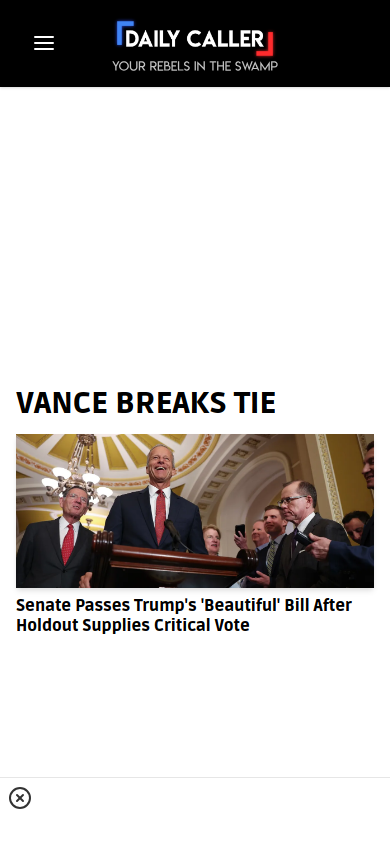 DAILY CALLER
YOUR REBELS IN THE SWAMP
VANCE BREAKS TIE
Senate Passes Trump's 'Beautiful' Bill After
Holdout Supplies Critical Vote